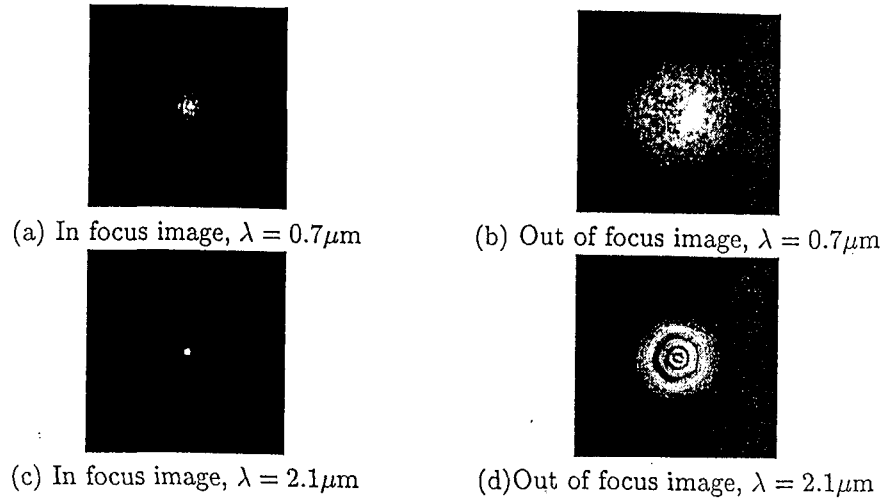 (a) In focus image, λ = 0.7μm
(b) Out of focus image, λ = 0.7μm
(c) In focus image, λ = 2.1μm
(d)Out of focus image, λ = 2.1μm